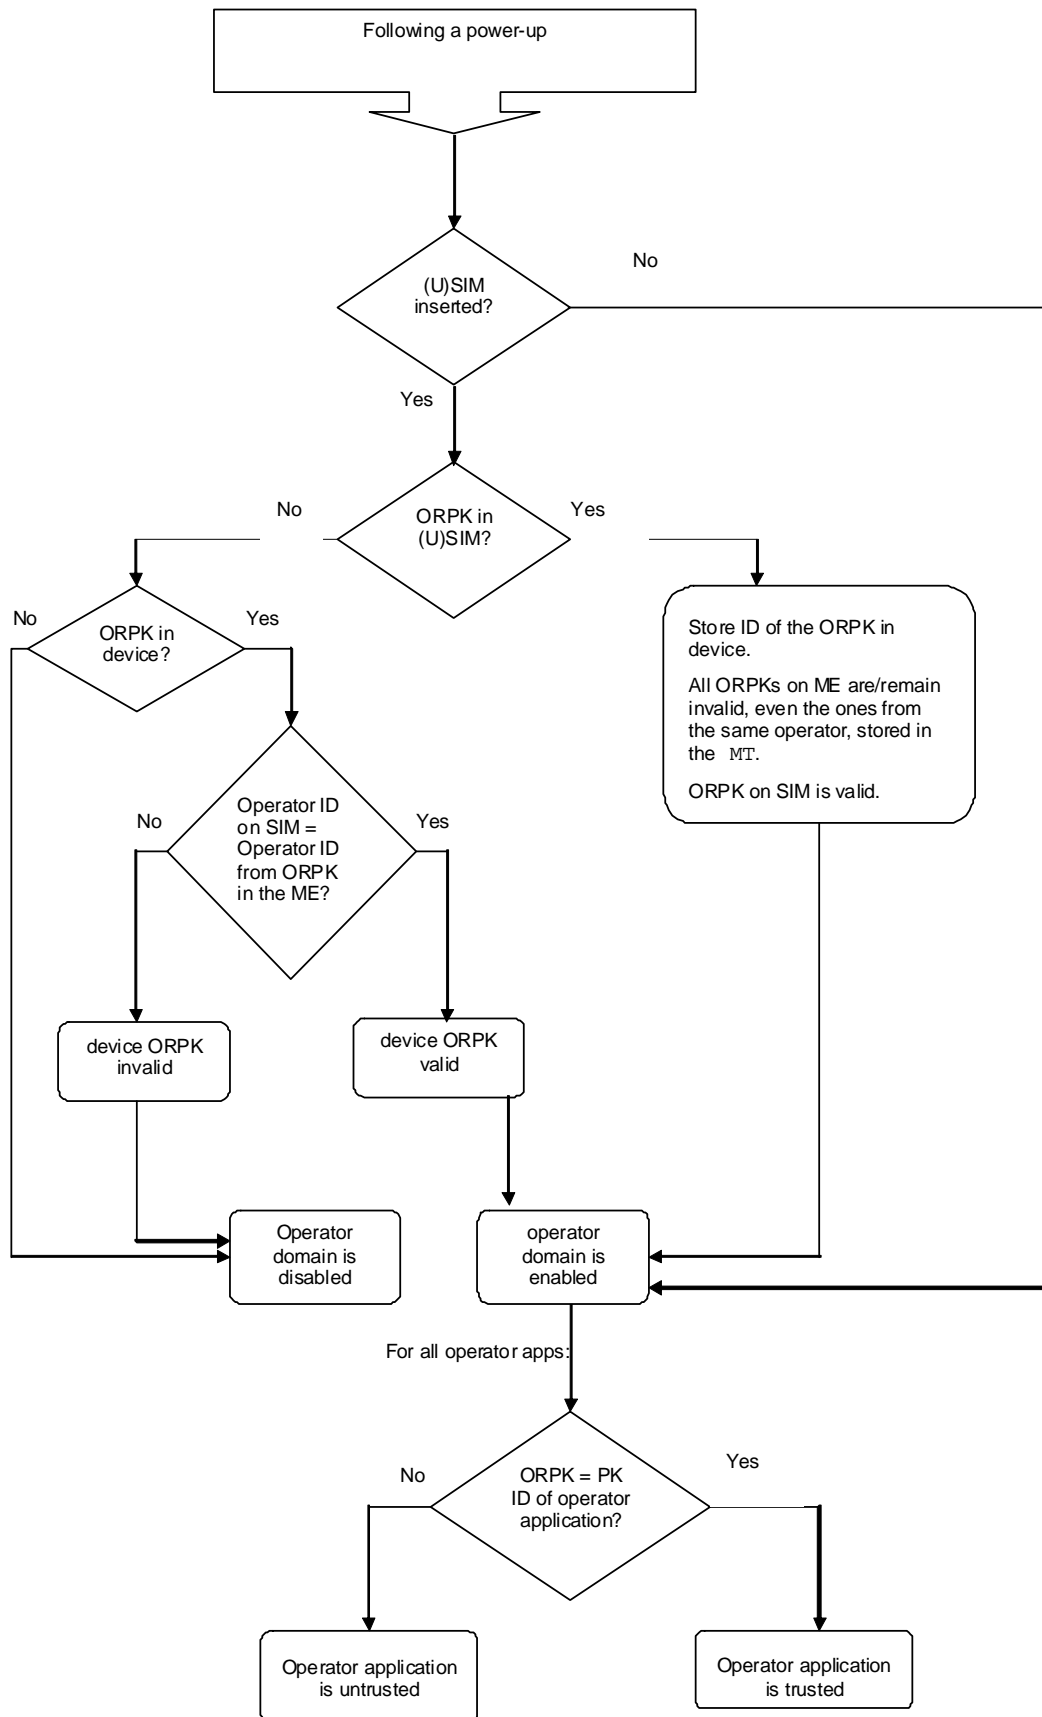 Following a power-up
No
(U)SIM
inserted?
Yes
No
Yes
ORPK in
(U)SIM?
No
Yes
ORPK in
device?
Store ID of the ORPK in
device.
All ORPKs on ME are/remain
invalid, even the ones from
the same operator, stored in
the MT.
ORPK on SIM is valid.
No
Yes
Operator ID
on SIM =
Operator ID
from ORPK
in the ME?
device ORPK
invalid
device ORPK
valid
Operator
domain is
disabled
operator
domain is
enabled
For all operator apps:
No
Yes
ORPK = PK
ID of operator
application?
Operator application
is untrusted
Operator application
is trusted